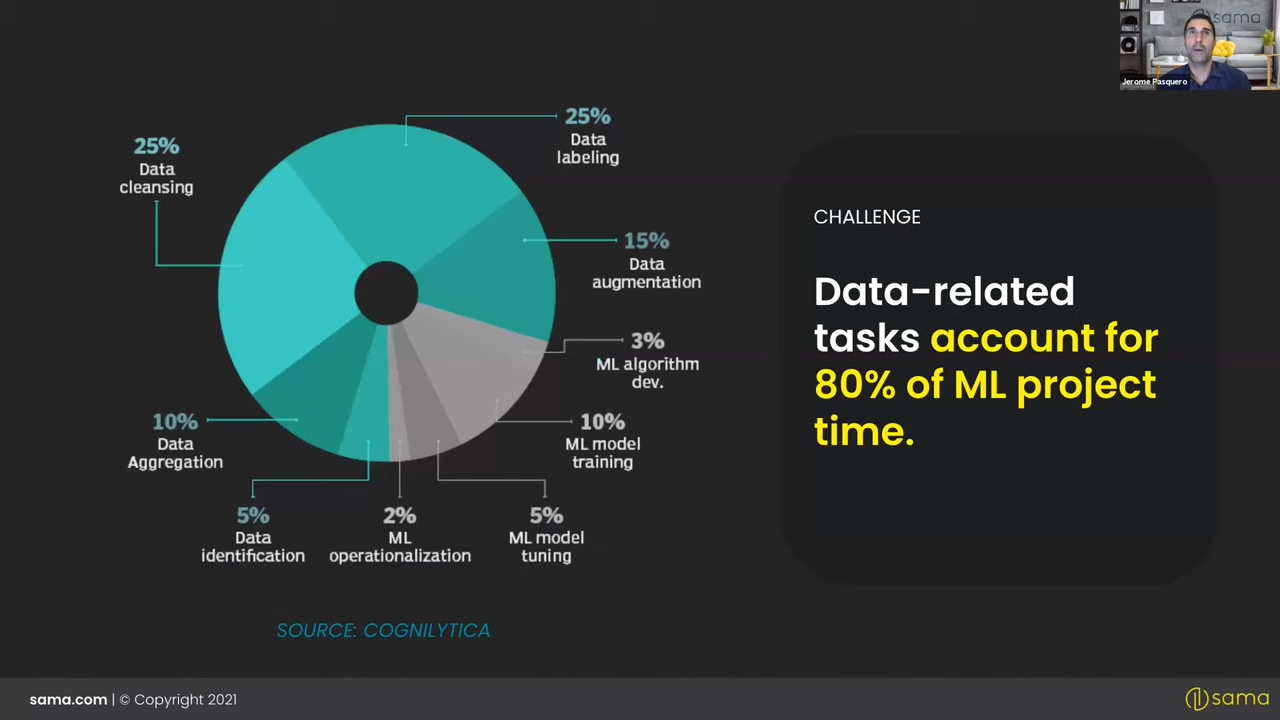 sama
Jerome Pasquero
25%
Data
cleansing
25%
Data
labeling
15%
Data
augmentation
3%
ML algorithm
dev.
10%
ML model
training
5%
ML model
tuning
2%
ML
operationalization
5%
Data
identification
10%
Data
Aggregation
SOURCE: COGNILYTICA
CHALLENGE
Data-related
tasks account for
80% of ML project
time.
sama.com | © Copyright 2021
sama